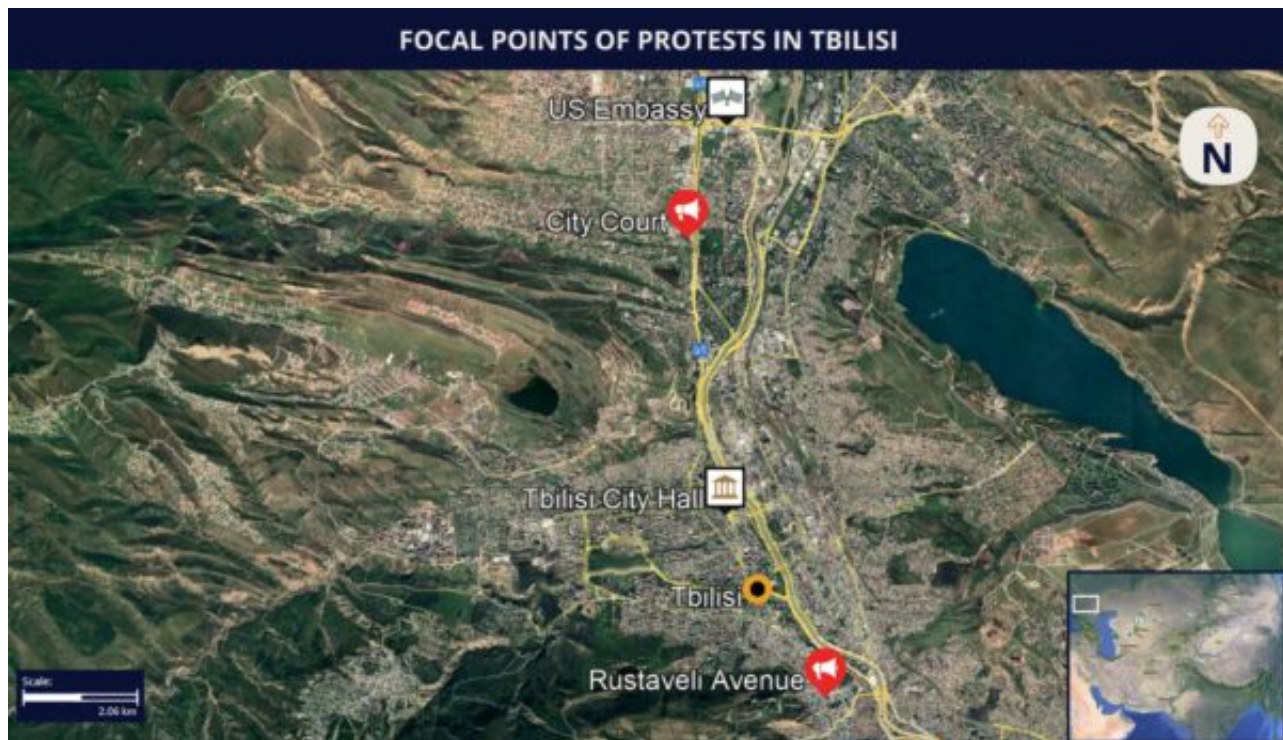 FOCAL POINTS OF PROTESTS IN TBILISI
US Embassy
N
City Court
Tbilisi City Hall
Tbilisi
Rustaveli Avenue
Scale:
2.06 km